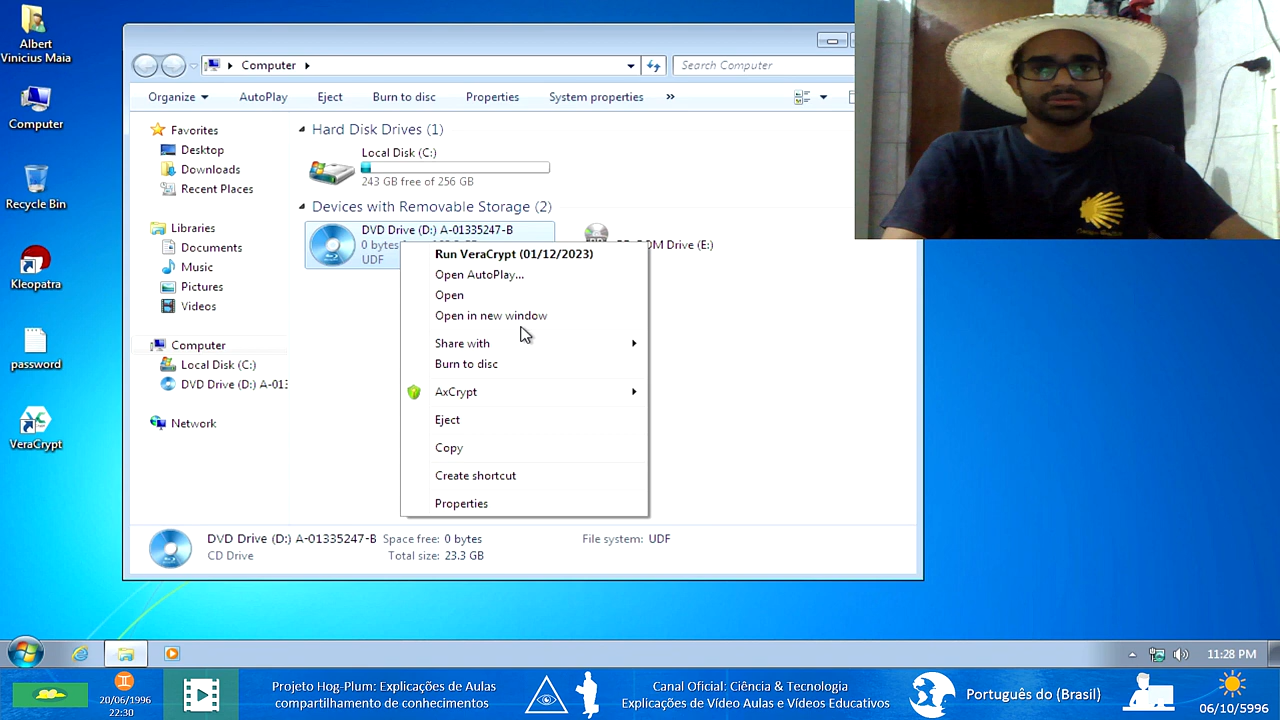 Albert
Vinicius Maia
Computer
Recycle Bin
Kleopatra
password
VeraCrypt
Computer
Search Computer
Organize
AutoPlay
Eject
Burn to disc
Properties
System properties
»
Favorites
Desktop
Downloads
Recent Places
Libraries
Documents
Music
Pictures
Videos
Computer
Local Disk (C:)
DVD Drive (D:) A-013
Network
Hard Disk Drives (1)
Local Disk (C:)
243 GB free of 256 GB
Devices with Removable Storage (2)
DVD Drive (D:) A-01335247-B
0 bytes
UDF
ROM Drive (E:)
Run VeraCrypt (01/12/2023)
Open AutoPlay...
Open
Open in new window
Share with
Burn to disc
AxCrypt
Eject
Copy
Create shortcut
Properties
DVD Drive (D:) A-01335247-B
Space free: 0 bytes
File system: UDF
CD Drive
Total size: 23.3 GB
11:28 PM
20/06/1996
22:30
Projeto Hog-Plum: Explicações de Aulas
compartilhamento de conhecimentos
Canal Oficial: Ciência & Tecnologia
Explicações de Vídeo Aulas e Vídeos Educativos
Português do (Brasil)
06/10/5996